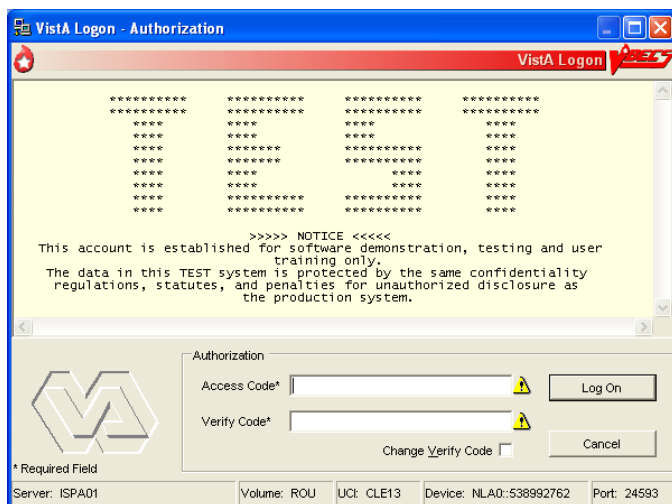 VistA Logon - Authorization
VistA Logon VBECS
********** ********** ********** **********
********** ********** ********** **********
**** **** **** ****
**** **** **** ****
**** ******* ********** ****
**** ******* ********** ****
**** **** **** ****
**** **** **** ****
**** ********** ********** ****
**** ********** ********** ****
>>>>> NOTICE <<<<<
This account is established for software demonstration, testing and user
training only.
The data in this TEST system is protected by the same confidentiality
regulations, statutes, and penalties for unauthorized disclosure as
the production system.
Authorization
Access Code*
Log On
Verify Code*
Change Verify Code
Cancel
* Required Field
Server: ISPA01 Volume: ROU UCI: CLE13 Device: NLA0::538992762 Port: 24593